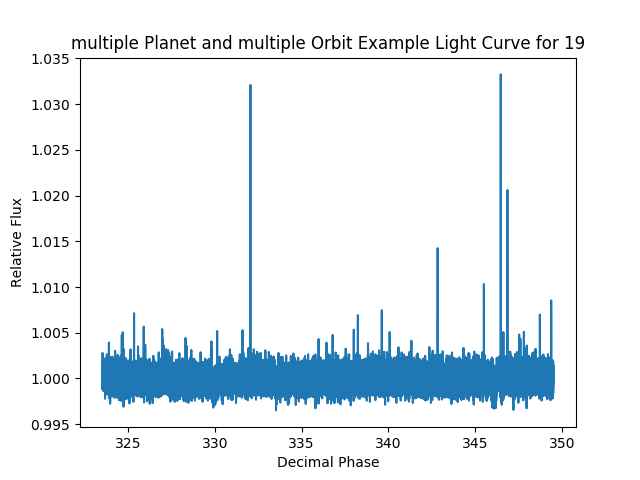 multiple Planet and multiple Orbit Example Light Curve for 19
1.035
1.030
1.025
1.020
1.015
1.010
1.005
1.000
0.995
Relative Flux
325 330 335 340 345 350
Decimal Phase